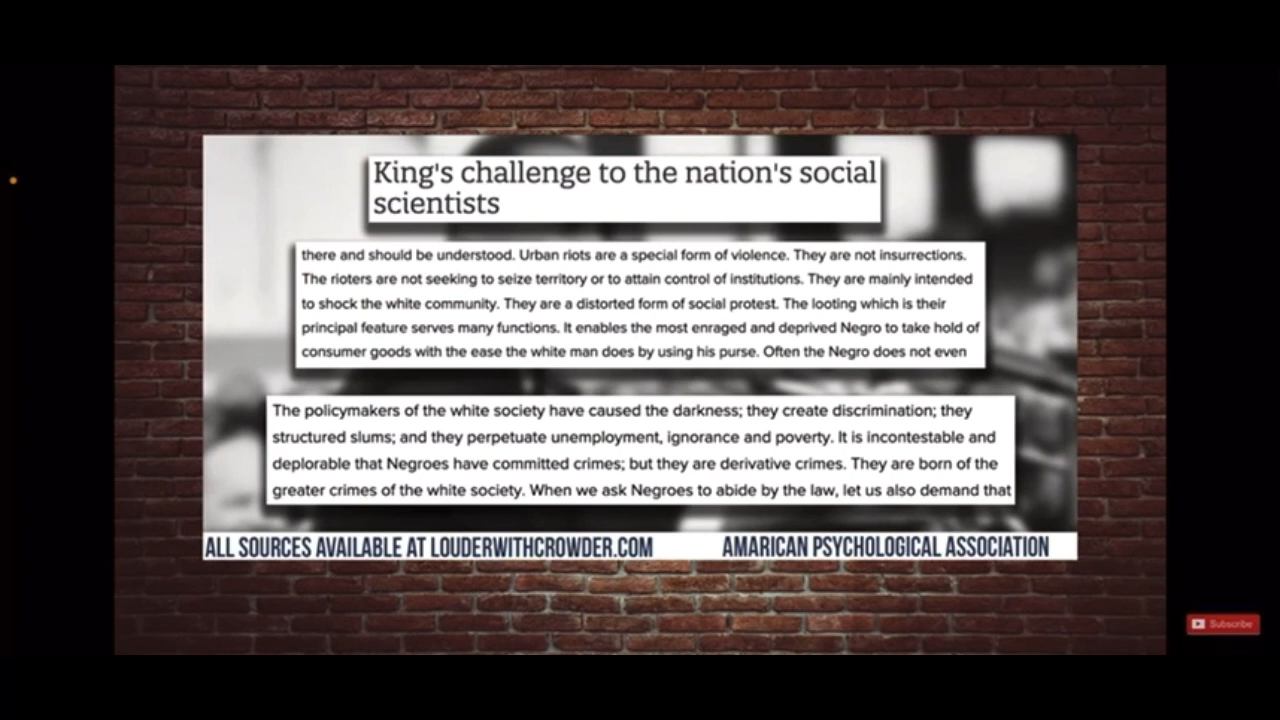 King's challenge to the nation's social
scientists
there and should be understood. Urban riots are a special form of violence. They are not insurrections.
The rioters are not seeking to seize territory or to attain control of institutions. They are mainly intended
to shock the white community. They are a distorted form of social protest. The looting which is their
principal feature serves many functions. It enables the most enraged and deprived Negro to take hold of
consumer goods with the ease the white man does by using his purse. Often the Negro does not even
The policymakers of the white society have caused the darkness; they create discrimination; they
structured slums; and they perpetuate unemployment, ignorance and poverty. It is incontestable and
deplorable that Negroes have committed crimes; but they are derivative crimes. They are born of the
greater crimes of the white society. When we ask Negroes to abide by the law, let us also demand that
ALL SOURCES AVAILABLE AT LOUDERWITHCROWDER.COM
AMARICAN PSYCHOLOGICAL ASSOCIATION
Subscribe